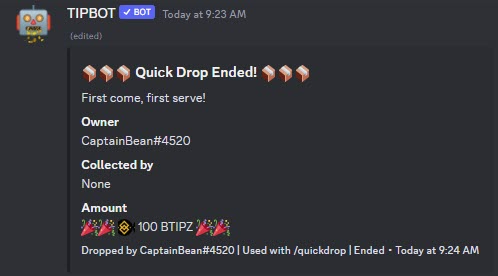 TIPBOT ✓ BOT Today at 9:23 AM
(edited)
Quick Drop Ended!
First come, first serve!
Owner
CaptainBean#4520
Collected by
None
Amount
100 BTIPZ
Dropped by CaptainBean#4520 | Used with /quickdrop | Ended • Today at 9:24 AM